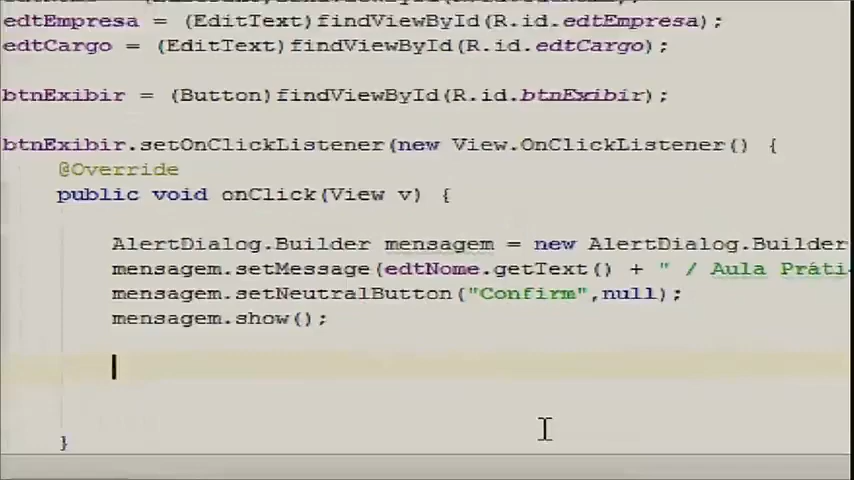 edtEmpresa = (EditText)findViewById(R.id.edtEmpresa);
edtCargo = (EditText)findViewById(R.id.edtCargo);
btnExibir = (Button)findViewById(R.id.btnExibir);
btnExibir.setOnClickListener(new View.OnClickListener() {
@Override
public void onClick(View v) {
AlertDialog.Builder mensagem = new AlertDialog.Builder
mensagem.setMessage(edtNome.getText() + " / Aula Práti
mensagem.setNeutralButton("Confirm",null);
mensagem.show();
}